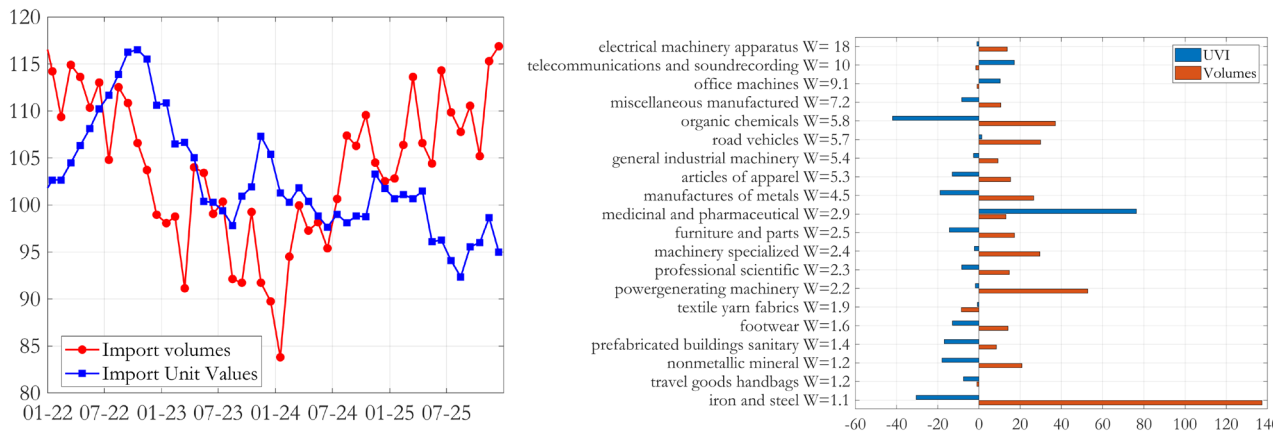 120
115
110
105
100
95
90
85
80
Import volumes
Import Unit Values
01-22 07-22 01-23 07-23 01-24 07-24 01-25 07-25
UVI
Volumes
electrical machinery apparatus W= 18
telecommunications and soundrecording W= 10
office machines W=9.1
miscellaneous manufactured W=7.2
organic chemicals W=5.8
road vehicles W=5.7
general industrial machinery W=5.4
articles of apparel W=5.3
manufactures of metals W=4.5
medicinal and pharmaceutical W=2.9
furniture and parts W=2.5
machinery specialized W=2.4
professional scientific W=2.3
powergenerating machinery W=2.2
textile yarn fabrics W=1.9
footwear W=1.6
prefabricated buildings sanitary W=1.4
nonmetallic mineral W=1.2
travel goods handbags W=1.2
iron and steel W=1.1
-60 -40 -20 0 20 40 60 80 100 120 140